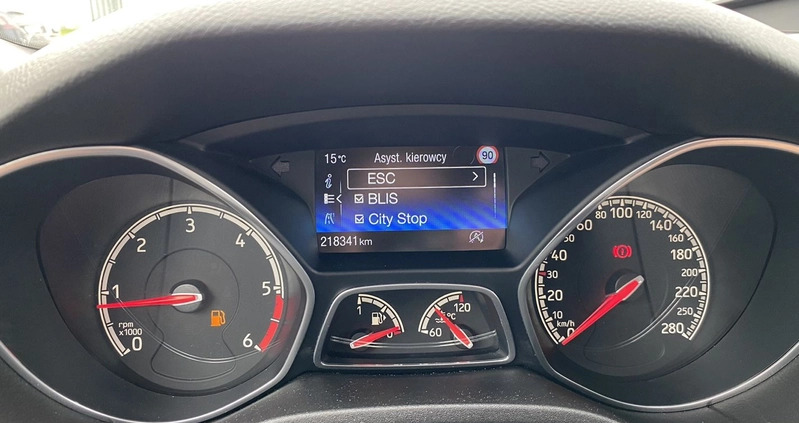 15°C Asyst. kierowcy 90
ESC >
BLIS
City Stop
218341 km
0 1 2 3 4 5 6
rpm
x1000
1 0
60 120
°C
0 10 20 30 40 60 80 100 120 140 160 180 200 220 250 280
km/h